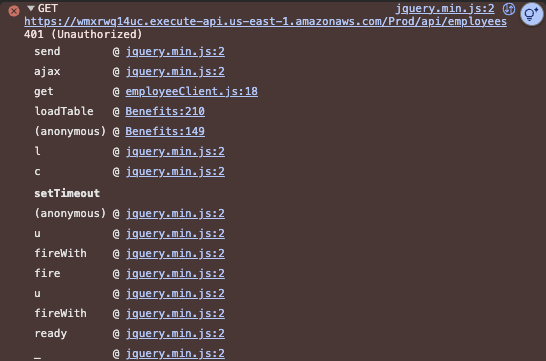 GET jquery.min.js:2
https://wmxrwq14uc.execute-api.us-east-1.amazonaws.com/Prod/api/employees
401 (Unauthorized)
send @ jquery.min.js:2
ajax @ jquery.min.js:2
get @ employeeClient.js:18
loadTable @ Benefits:210
(anonymous) @ Benefits:149
l @ jquery.min.js:2
c @ jquery.min.js:2
setTimeout
(anonymous) @ jquery.min.js:2
u @ jquery.min.js:2
fireWith @ jquery.min.js:2
fire @ jquery.min.js:2
u @ jquery.min.js:2
fireWith @ jquery.min.js:2
ready @ jquery.min.js:2
_ @ jquery.min.js:2